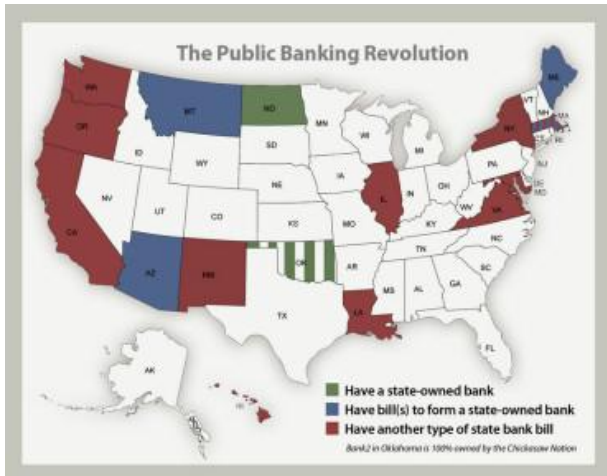 The Public Banking Revolution
WA
MT
ND
MN
VT
ME
NH
MA
OR
ID
SD
WI
MI
NY
RI
WY
IA
PA
NJ
NE
OH
DE
MD
NV
UT
CO
IL
IN
WV
VA
CA
KS
MO
KY
NC
TN
AZ
NM
OK
AR
SC
MS
AL
GA
TX
LA
FL
AK
HI
Have a state-owned bank
Have bill(s) to form a state-owned bank
Have another type of state bank bill
Bank2 in Oklahoma is 100% owned by the Chickasaw Nation